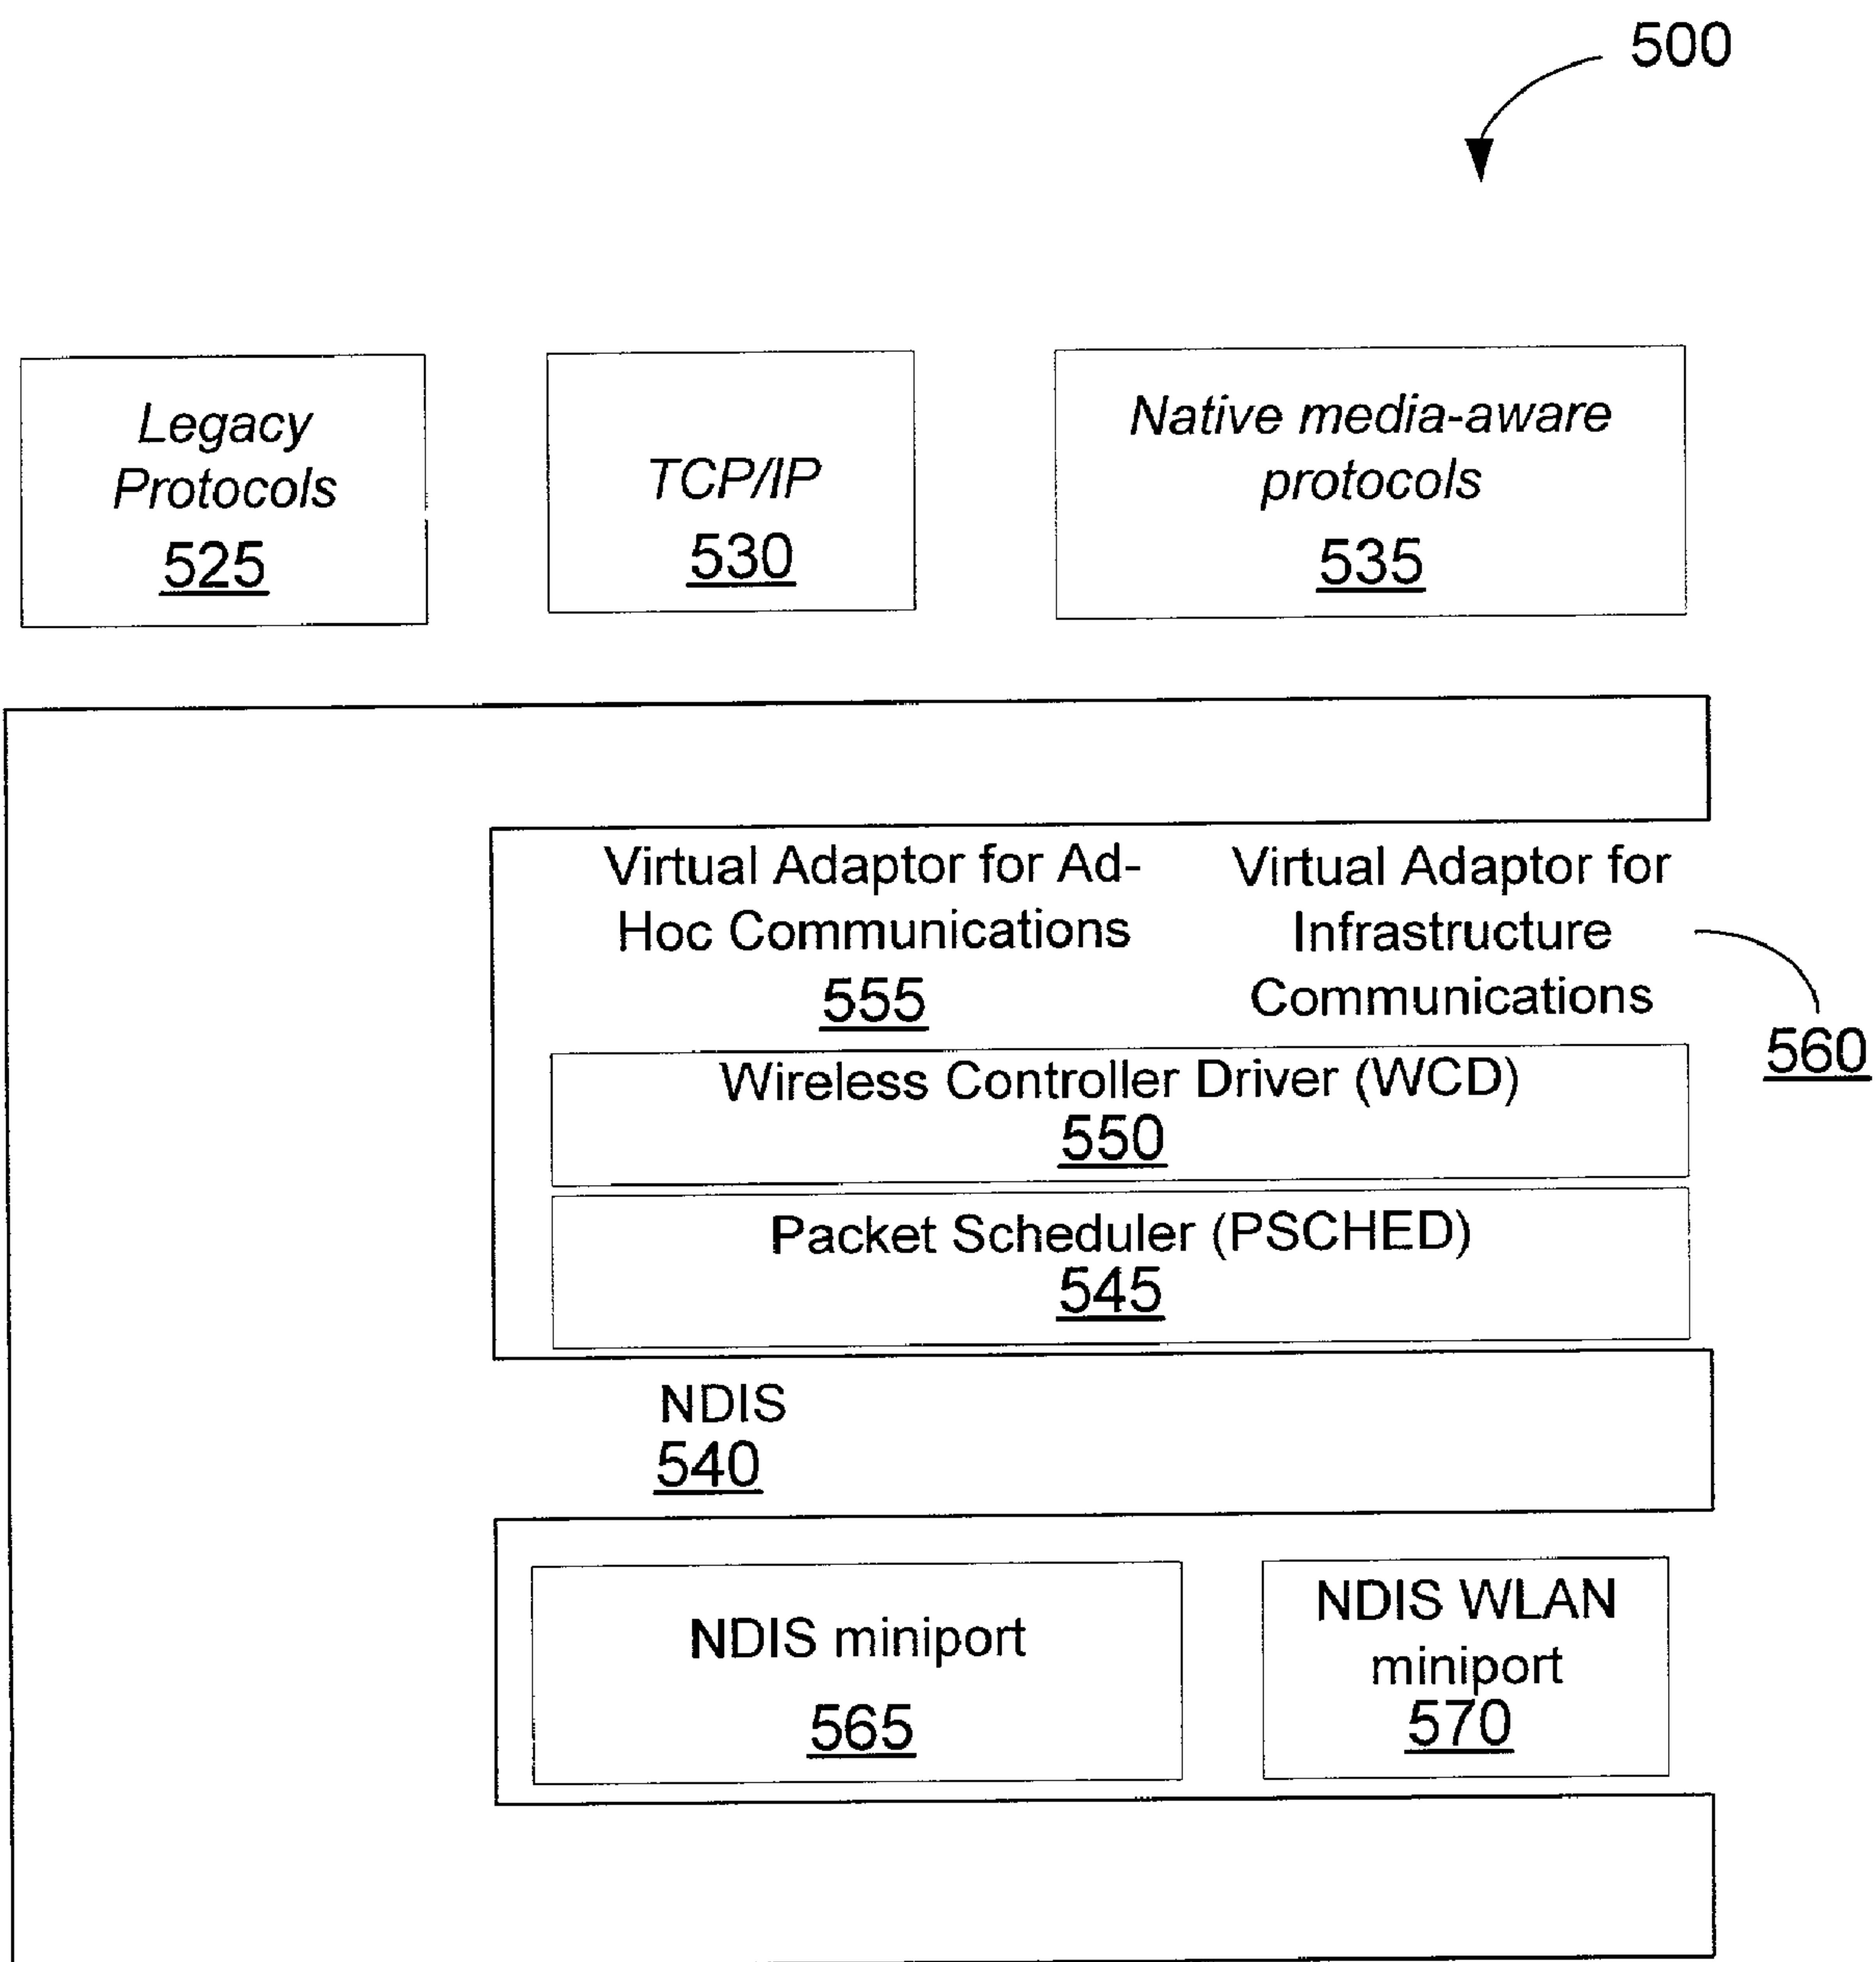 500
Legacy
Protocols
525
TCP/IP
530
Native media-aware
protocols
535
Virtual Adaptor for Ad-
Hoc Communications
555
Virtual Adaptor for
Infrastructure
Communications
560
Wireless Controller Driver (WCD)
550
Packet Scheduler (PSCHED)
545
NDIS
540
NDIS miniport
565
NDIS WLAN
miniport
570